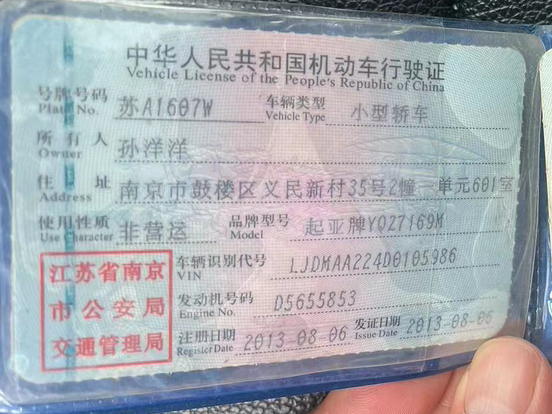 中华人民共和国机动车行驶证
Vehicle License of the People's Republic of China
号牌号码 苏A1607W 车辆类型 小型轿车
Plate No. Vehicle Type
所有人 孙洋洋
Owner
住址 南京市鼓楼区义民新村35号2幢一单元601室
Address
使用性质 非营运 品牌型号 起亚牌YQZ7169M
Use Character Model
江苏省南京
市公安局
交通管理局
车辆识别代号 LJDMAA224D0105986
VIN
发动机号码 D5655853
Engine No.
注册日期 2013-08-06 发证日期 2013-08-06
Register Date Issue Date